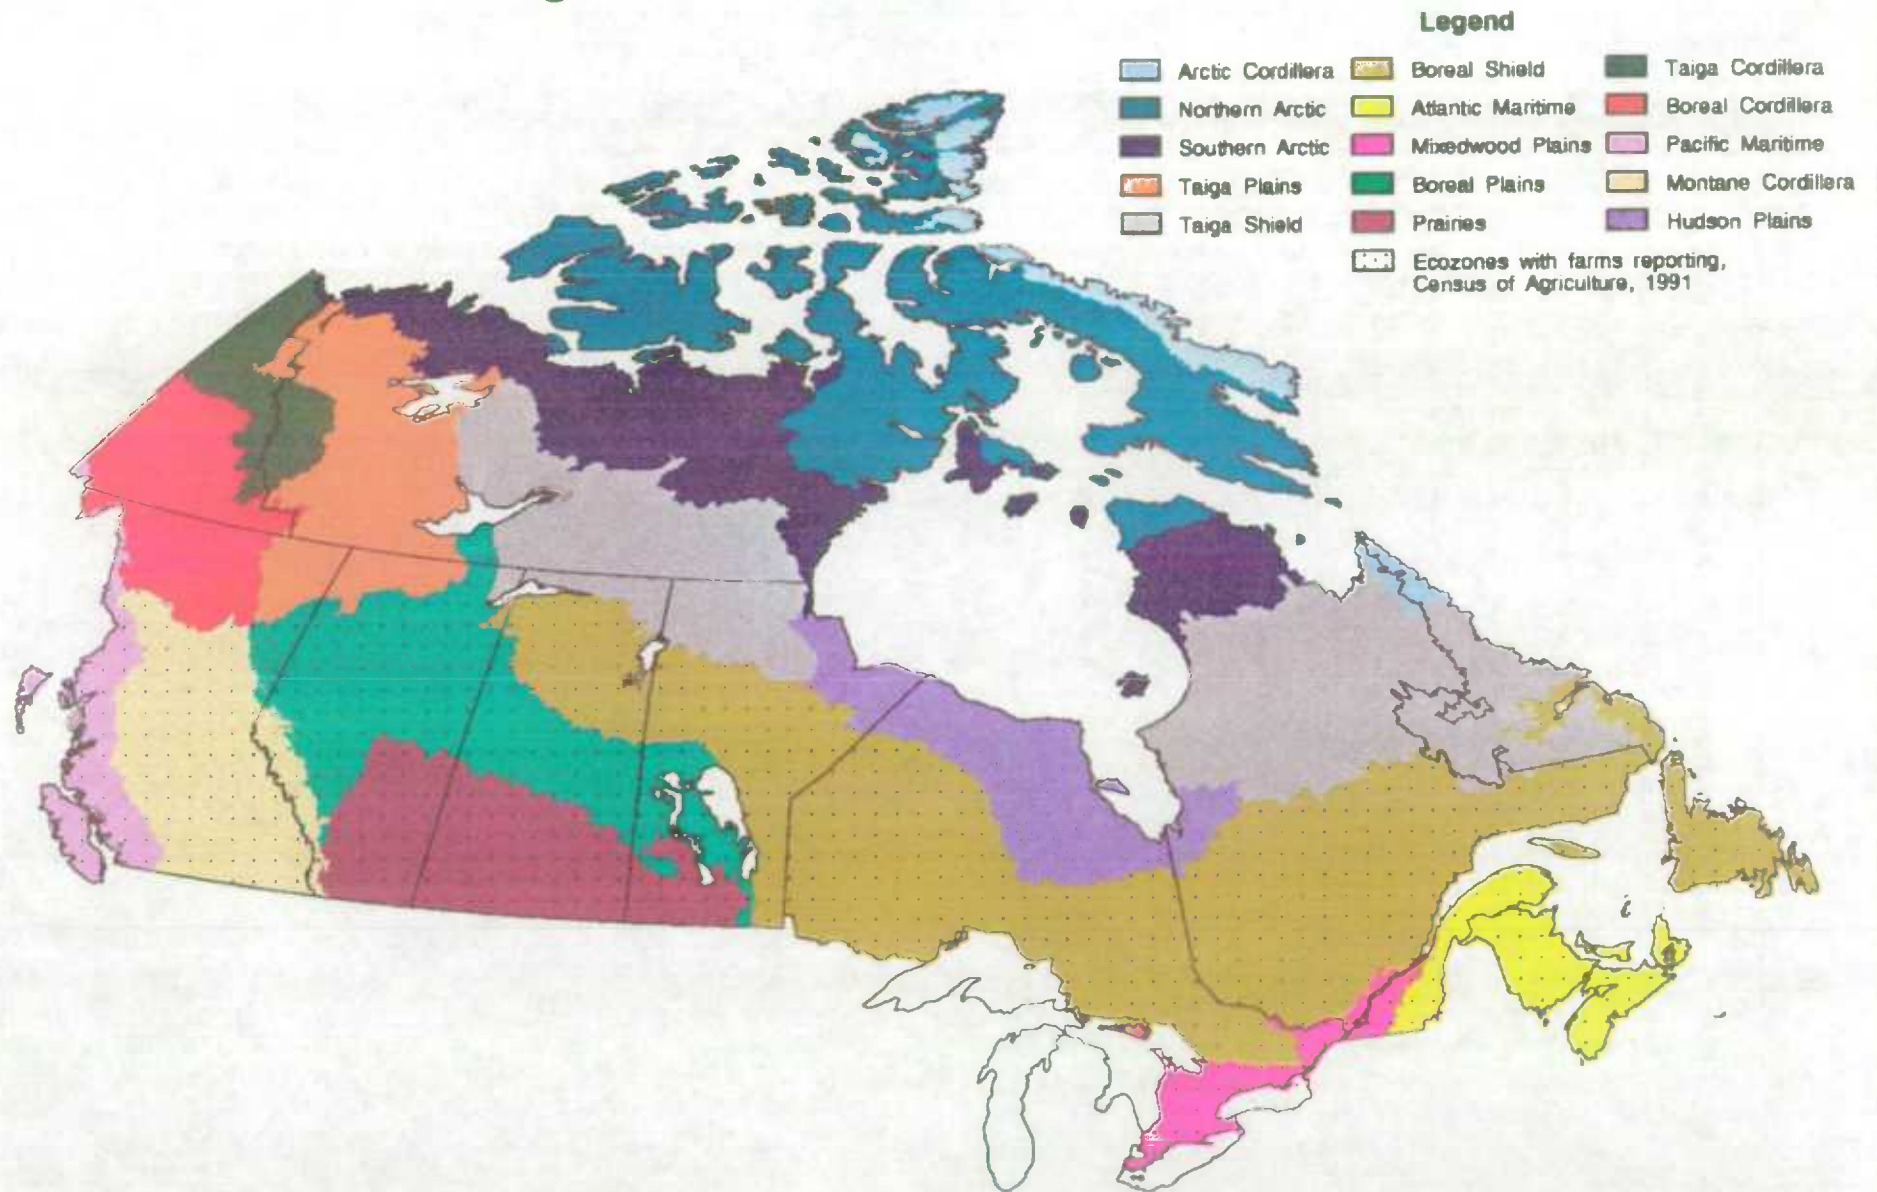 Legend
Arctic Cordillera
Northern Arctic
Southern Arctic
Taiga Plains
Taiga Shield
Boreal Shield
Atlantic Maritime
Mixedwood Plains
Boreal Plains
Prairies
Ecozones with farms reporting,
Census of Agriculture, 1991
Taiga Cordillera
Boreal Cordillera
Pacific Maritime
Montane Cordillera
Hudson Plains